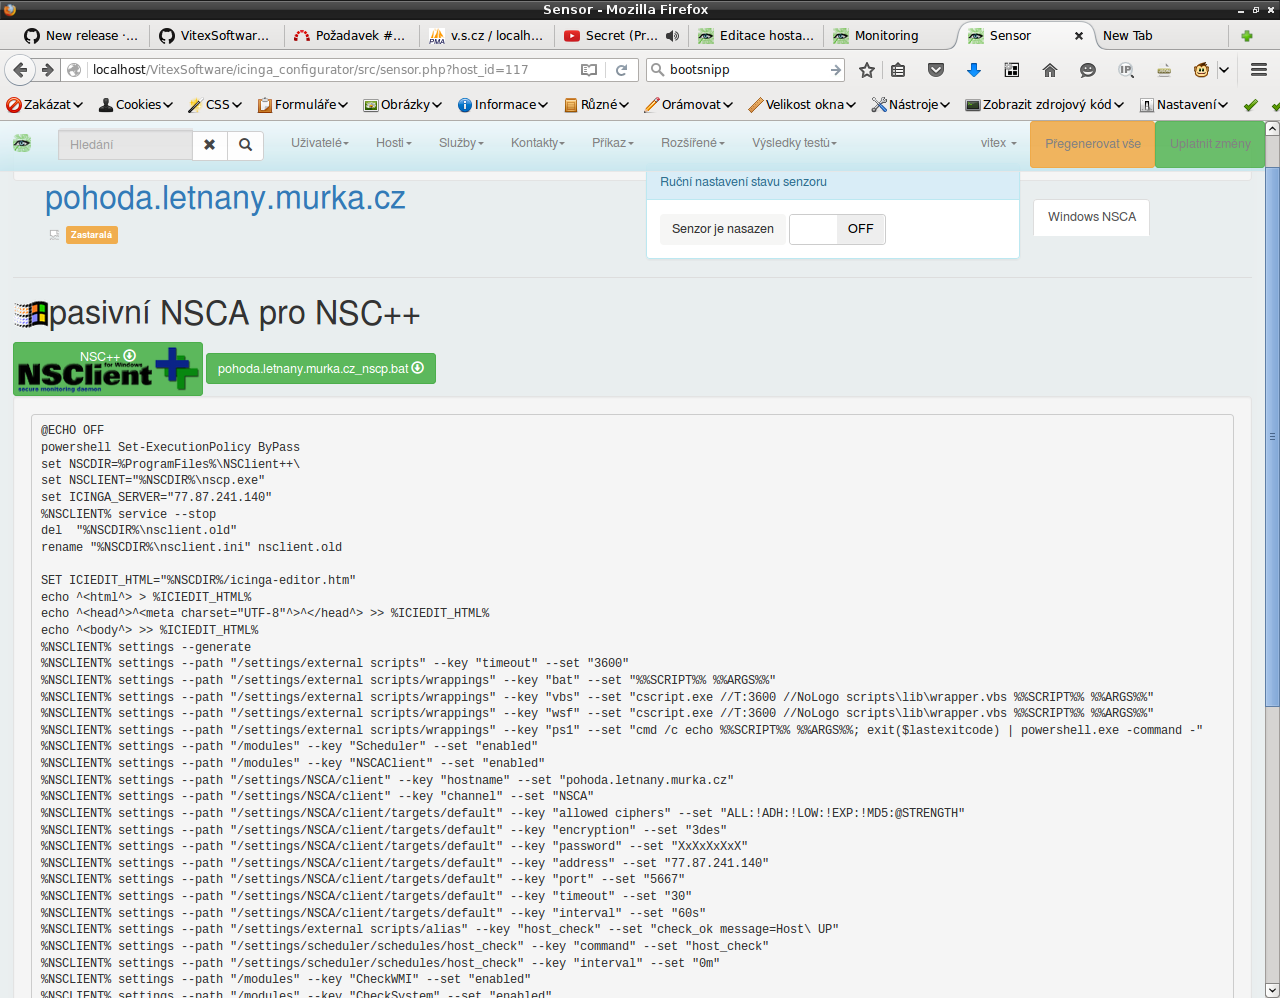 Sensor - Mozilla Firefox
New release ·...
VitexSoftwar...
Požadavek #...
v.s.cz / localh...
Secret (Pr...
Editace hosta...
Monitoring
Sensor
New Tab
localhost/VitexSoftware/icinga_configurator/src/sensor.php?host_id=117
bootsnipp
Zakázat
Cookies
CSS
Formuláře
Obrázky
Informace
Různé
Orámovat
Velikost okna
Nástroje
Zobrazit zdrojový kód
Nastavení
Hledání
Uživatelé
Hosti
Služby
Kontakty
Příkaz
Rozšířené
Výsledky testů
vitex
Přegenerovat vše
Uplatnit změny
pohoda.letnany.murka.cz
Zastaralá
Ruční nastavení stavu senzoru
Senzor je nasazen
OFF
Windows NSCA
pasivní NSCA pro NSC++
NSC++
for Windows
NSClient
secure monitoring daemon
pohoda.letnany.murka.cz_nscp.bat
@ECHO OFF
powershell Set-ExecutionPolicy ByPass
set NSCDIR=%ProgramFiles%\NSClient++\
set NSCLIENT="%NSCDIR%\nscp.exe"
set ICINGA_SERVER="77.87.241.140"
%NSCLIENT% service --stop
del  "%NSCDIR%\nsclient.old"
rename "%NSCDIR%\nsclient.ini" nsclient.old
SET ICIEDIT_HTML="%NSCDIR%/icinga-editor.htm"
echo ^<html^> > %ICIEDIT_HTML%
echo ^<head^>^<meta charset="UTF-8"^>^</head^> >> %ICIEDIT_HTML%
echo ^<body^> >> %ICIEDIT_HTML%
%NSCLIENT% settings --generate
%NSCLIENT% settings --path "/settings/external scripts" --key "timeout" --set "3600"
%NSCLIENT% settings --path "/settings/external scripts/wrappings" --key "bat" --set "%%SCRIPT%% %%ARGS%%"
%NSCLIENT% settings --path "/settings/external scripts/wrappings" --key "vbs" --set "cscript.exe //T:3600 //NoLogo scripts\lib\wrapper.vbs %%SCRIPT%% %%ARGS%%"
%NSCLIENT% settings --path "/settings/external scripts/wrappings" --key "wsf" --set "cscript.exe //T:3600 //NoLogo scripts\lib\wrapper.vbs %%SCRIPT%% %%ARGS%%"
%NSCLIENT% settings --path "/settings/external scripts/wrappings" --key "ps1" --set "cmd /c echo %%SCRIPT%% %%ARGS%%; exit($lastexitcode) | powershell.exe -command -"
%NSCLIENT% settings --path "/modules" --key "Scheduler" --set "enabled"
%NSCLIENT% settings --path "/modules" --key "NSCAClient" --set "enabled"
%NSCLIENT% settings --path "/settings/NSCA/client" --key "hostname" --set "pohoda.letnany.murka.cz"
%NSCLIENT% settings --path "/settings/NSCA/client" --key "channel" --set "NSCA"
%NSCLIENT% settings --path "/settings/NSCA/client/targets/default" --key "allowed ciphers" --set "ALL:!ADH:!LOW:!EXP:!MD5:@STRENGTH"
%NSCLIENT% settings --path "/settings/NSCA/client/targets/default" --key "encryption" --set "3des"
%NSCLIENT% settings --path "/settings/NSCA/client/targets/default" --key "password" --set "XxXxXxXxX"
%NSCLIENT% settings --path "/settings/NSCA/client/targets/default" --key "address" --set "77.87.241.140"
%NSCLIENT% settings --path "/settings/NSCA/client/targets/default" --key "port" --set "5667"
%NSCLIENT% settings --path "/settings/NSCA/client/targets/default" --key "timeout" --set "30"
%NSCLIENT% settings --path "/settings/NSCA/client/targets/default" --key "interval" --set "60s"
%NSCLIENT% settings --path "/settings/external scripts/alias" --key "host_check" --set "check_ok message=Host\ UP"
%NSCLIENT% settings --path "/settings/scheduler/schedules/host_check" --key "command" --set "host_check"
%NSCLIENT% settings --path "/settings/scheduler/schedules/host_check" --key "interval" --set "0m"
%NSCLIENT% settings --path "/modules" --key "CheckWMI" --set "enabled"
%NSCLIENT% settings --path "/modules" --key "CheckSystem" --set "enabled"